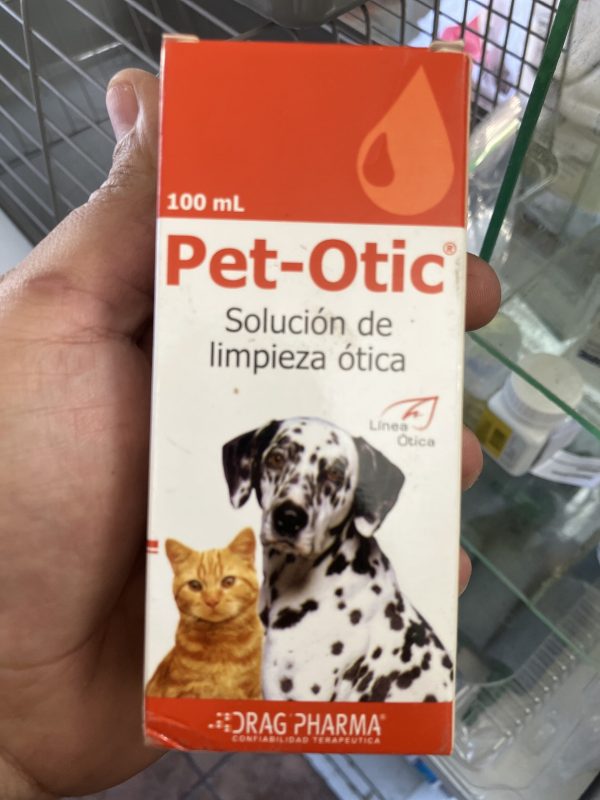 100 mL
Pet-Otic®
Solución de
limpieza ótica
Línea
Ótica
DRAG PHARMA®
CONFIABILIDAD TERAPEUTICA